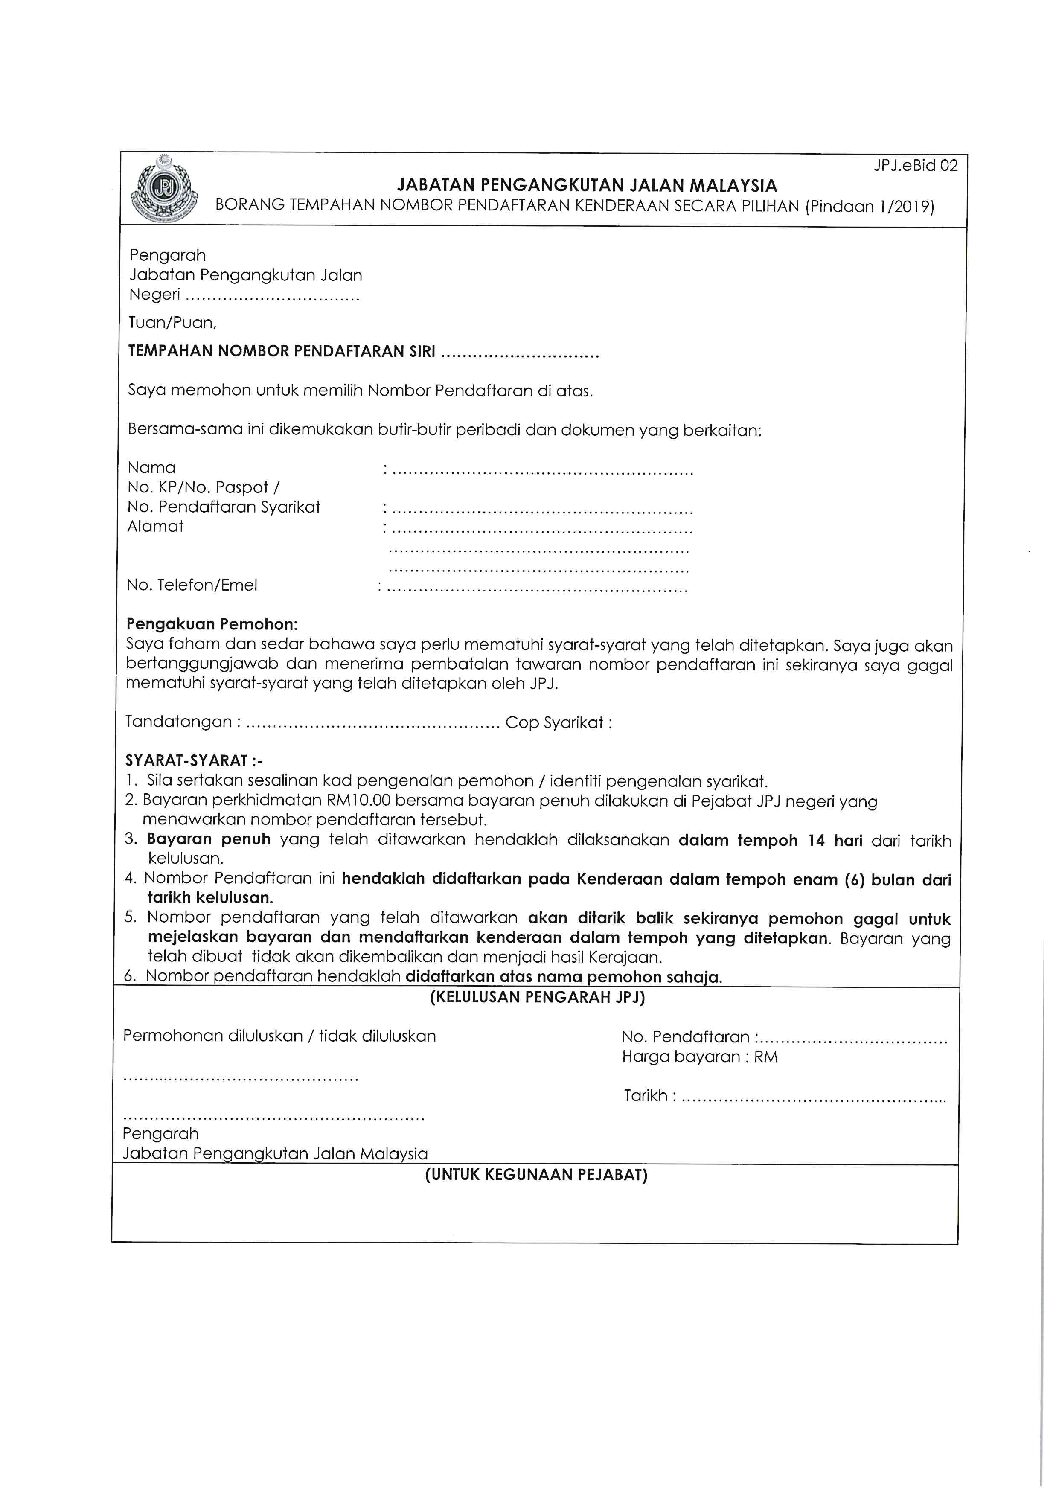 JPJ.eBid 02
JPJ
JABATAN PENGANGKUTAN JALAN MALAYSIA
BORANG TEMPAHAN NOMBOR PENDAFTARAN KENDERAAN SECARA PILIHAN (Pindaan 1/2019)
Pengarah
Jabatan Pengangkutan Jalan
Negeri .................................
Tuan/Puan,
TEMPAHAN NOMBOR PENDAFTARAN SIRI ..............................
Saya memohon untuk memilih Nombor Pendaftaran di atas.
Bersama-sama ini dikemukakan butir-butir peribadi dan dokumen yang berkaitan:
Nama : .........................................................
No. KP/No. Paspot /
No. Pendaftaran Syarikat : .........................................................
Alamat : .........................................................
.........................................................
.........................................................
No. Telefon/Emel : .........................................................
Pengakuan Pemohon:
Saya faham dan sedar bahawa saya perlu mematuhi syarat-syarat yang telah ditetapkan. Saya juga akan
bertanggungjawab dan menerima pembatalan tawaran nombor pendaftaran ini sekiranya saya gagal
mematuhi syarat-syarat yang telah ditetapkan oleh JPJ.
Tandatangan : ................................................ Cop Syarikat :
SYARAT-SYARAT :-
1. Sila sertakan sesalinan kad pengenalan pemohon / identiti pengenalan syarikat.
2. Bayaran perkhidmatan RM10.00 bersama bayaran penuh dilakukan di Pejabat JPJ negeri yang
menawarkan nombor pendaftaran tersebut.
3. Bayaran penuh yang telah ditawarkan hendaklah dilaksanakan dalam tempoh 14 hari dari tarikh
kelulusan.
4. Nombor Pendaftaran ini hendaklah didaftarkan pada Kenderaan dalam tempoh enam (6) bulan dari
tarikh kelulusan.
5. Nombor pendaftaran yang telah ditawarkan akan ditarik balik sekiranya pemohon gagal untuk
mejelaskan bayaran dan mendaftarkan kenderaan dalam tempoh yang ditetapkan. Bayaran yang
telah dibuat tidak akan dikembalikan dan menjadi hasil Kerajaan.
6. Nombor pendaftaran hendaklah didaftarkan atas nama pemohon sahaja.
(KELULUSAN PENGARAH JPJ)
Permohonan diluluskan / tidak diluluskan No. Pendaftaran :....................................
Harga bayaran : RM
.............................................
Tarikh : ..................................................
.........................................................
Pengarah
Jabatan Pengangkutan Jalan Malaysia
(UNTUK KEGUNAAN PEJABAT)